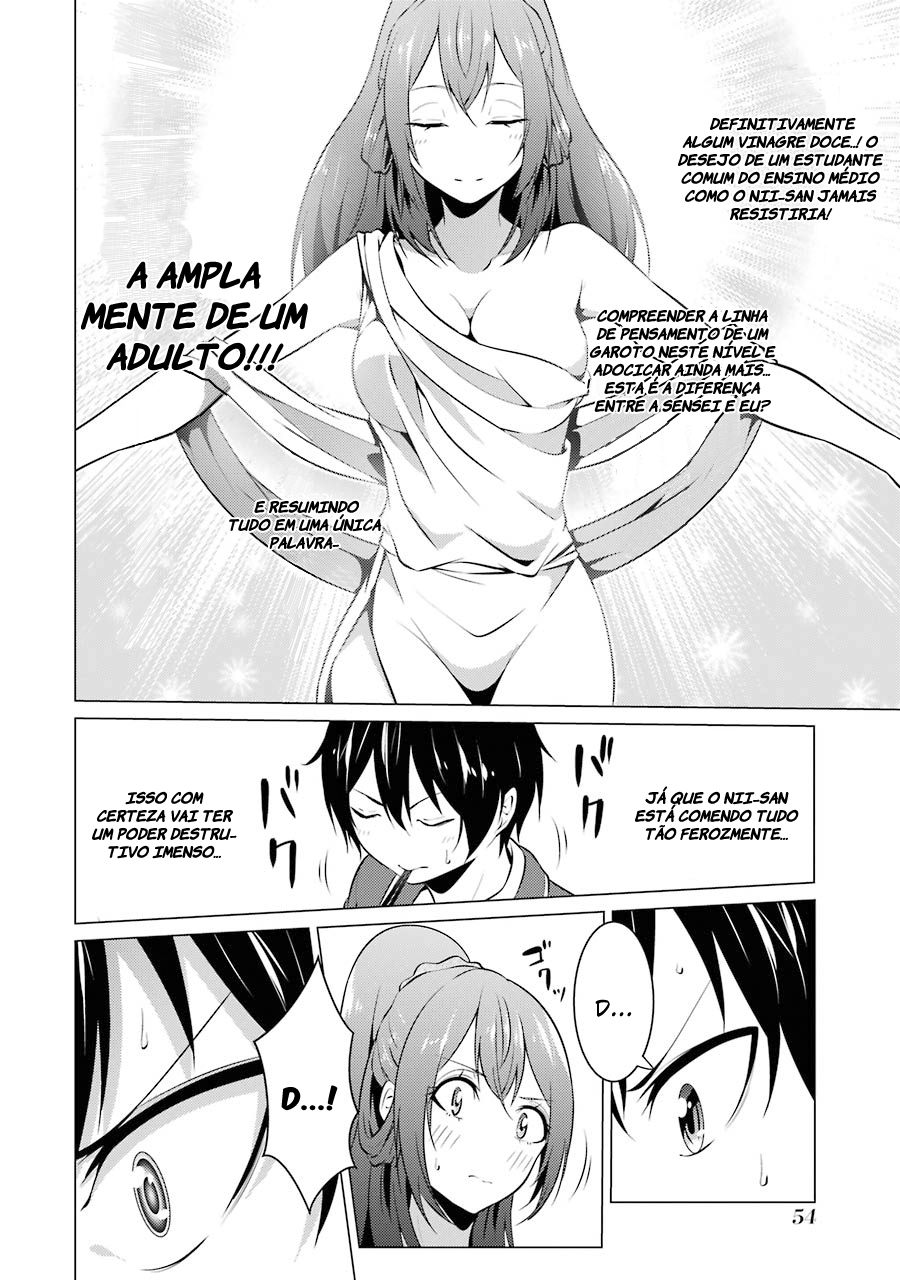 DEFINITIVAMENTE
ALGUM VINAGRE DOCE..! O
DESEJO DE UM ESTUDANTE
COMUM DO ENSINO MÉDIO
COMO O NII-SAN JAMAIS
RESISTIRIA!
COMPREENDER A LINHA
DE PENSAMENTO DE UM
GAROTO NESTE NÍVEL E
ADOCICAR AINDA MAIS...
ESTA É A DIFERENÇA
ENTRE A SENSEI E EU?
E RESUMINDO
TUDO EM UMA ÚNICA
PALAVRA-
A AMPLA
MENTE DE UM
ADULTO!!!
JÁ QUE O NII-SAN
ESTÁ COMENDO TUDO
TÃO FEROZMENTE...
バグ
バグッ
ISSO COM
CERTEZA VAI TER
UM PODER DESTRU-
TIVO IMENSO...
D...
ゴクッ
D...!
54